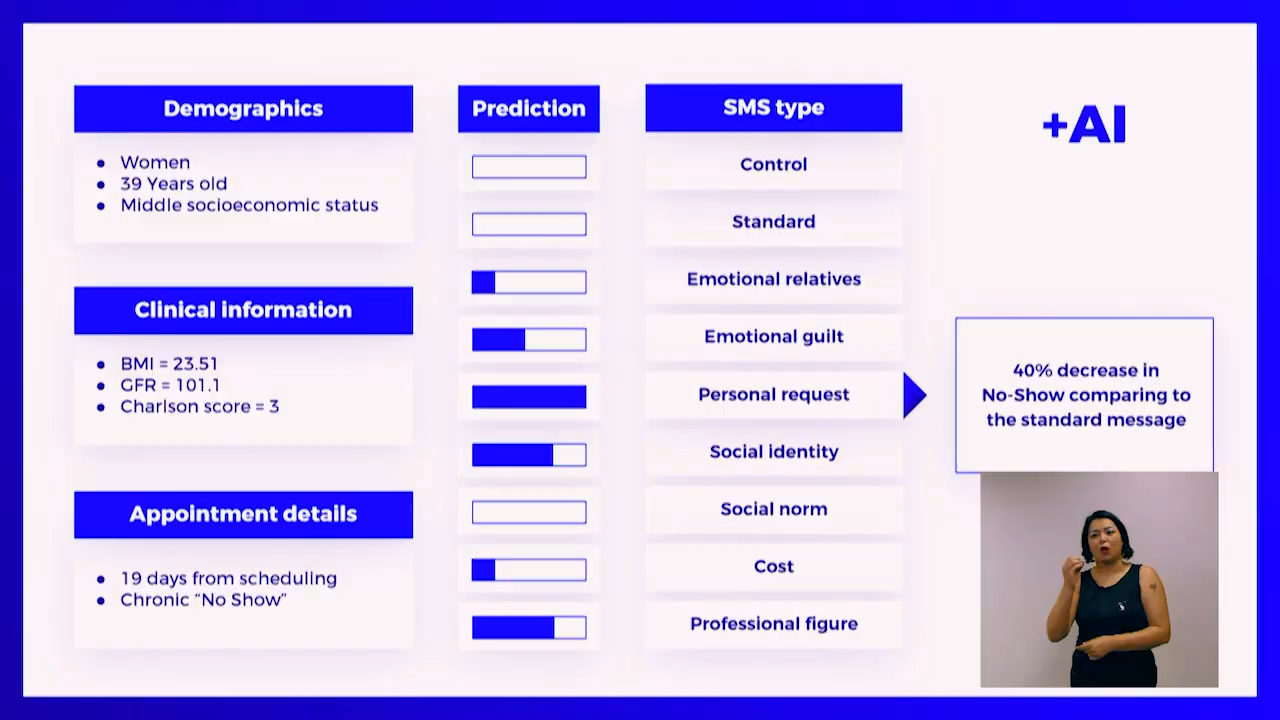 Demographics
• Women
• 39 Years old
• Middle socioeconomic status
Clinical information
• BMI = 23.51
• GFR = 101.1
• Charlson score = 3
Appointment details
• 19 days from scheduling
• Chronic “No Show”
Prediction
SMS type
Control
Standard
Emotional relatives
Emotional guilt
Personal request
Social identity
Social norm
Cost
Professional figure
+AI
40% decrease in
No-Show comparing to
the standard message